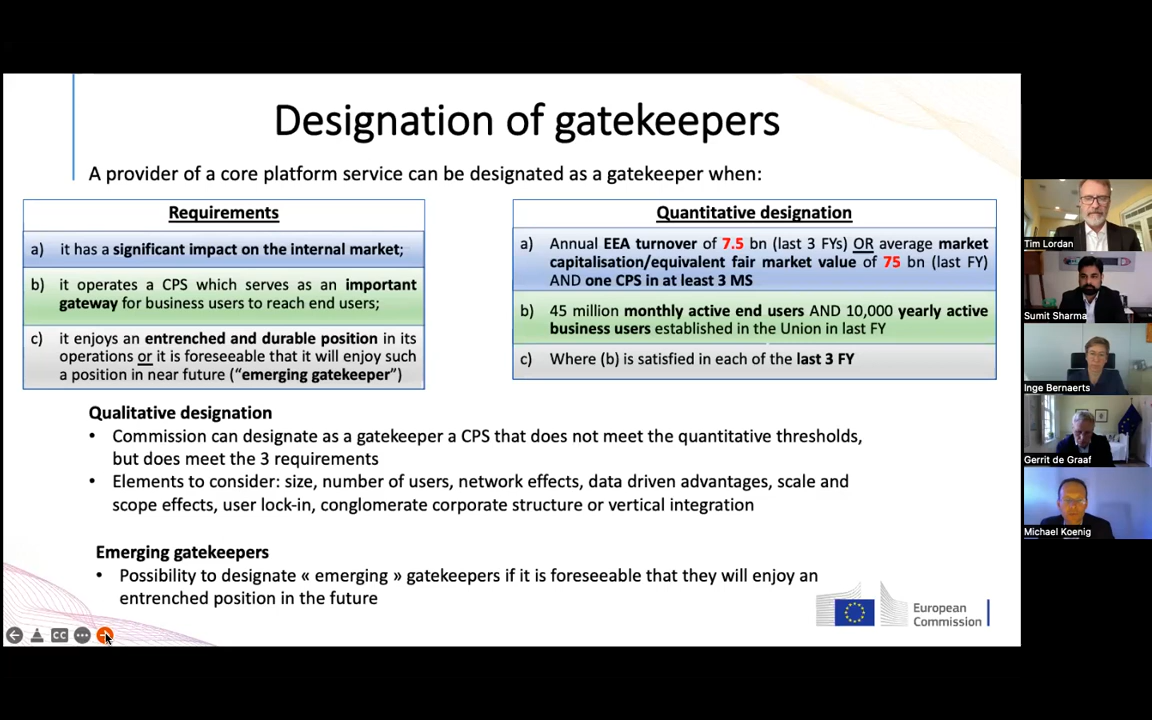 Designation of gatekeepers
A provider of a core platform service can be designated as a gatekeeper when:
Requirements
a) it has a significant impact on the internal market;
b) it operates a CPS which serves as an important
gateway for business users to reach end users;
c) it enjoys an entrenched and durable position in its
operations or it is foreseeable that it will enjoy such
a position in near future (“emerging gatekeeper”)
Quantitative designation
a) Annual EEA turnover of 7.5 bn (last 3 FYs) OR average market
capitalisation/equivalent fair market value of 75 bn (last FY)
AND one CPS in at least 3 MS
b) 45 million monthly active end users AND 10,000 yearly active
business users established in the Union in last FY
c) Where (b) is satisfied in each of the last 3 FY
Qualitative designation
• Commission can designate as a gatekeeper a CPS that does not meet the quantitative thresholds,
but does meet the 3 requirements
• Elements to consider: size, number of users, network effects, data driven advantages, scale and
scope effects, user lock-in, conglomerate corporate structure or vertical integration
Emerging gatekeepers
• Possibility to designate « emerging » gatekeepers if it is foreseeable that they will enjoy an
entrenched position in the future
European
Commission
CC
Tim Lordan
Sumit Sharma
Inge Bernaerts
Gerrit de Graaf
Michael Koenig